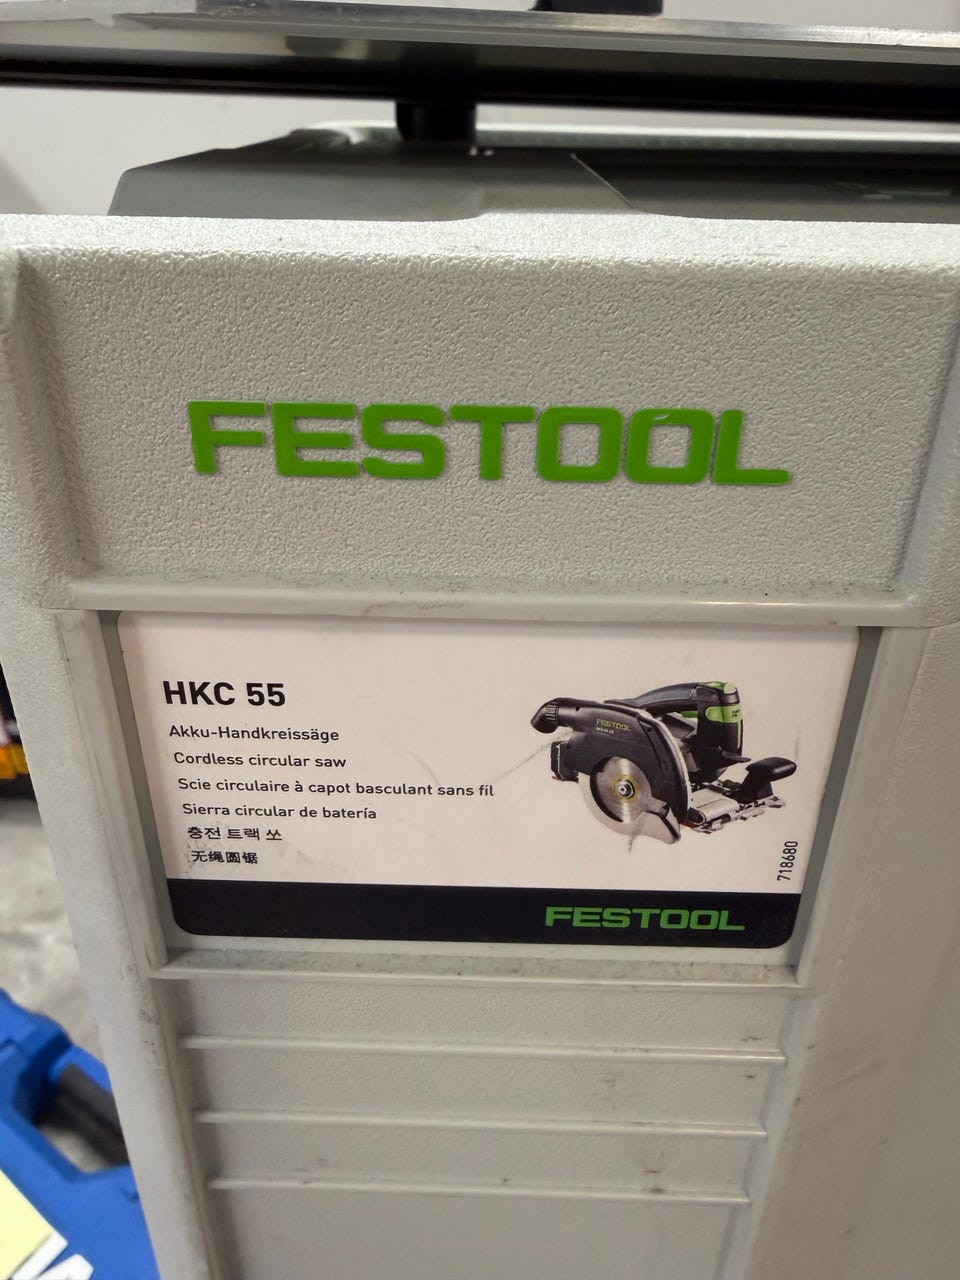 FESTOOL
HKC 55
Akku-Handkreissäge
Cordless circular saw
Scie circulaire à capot basculant sans fil
Sierra circular de batería
충전 트랙 쏘
无绳圆锯
FESTOOL
718680
FESTOOL